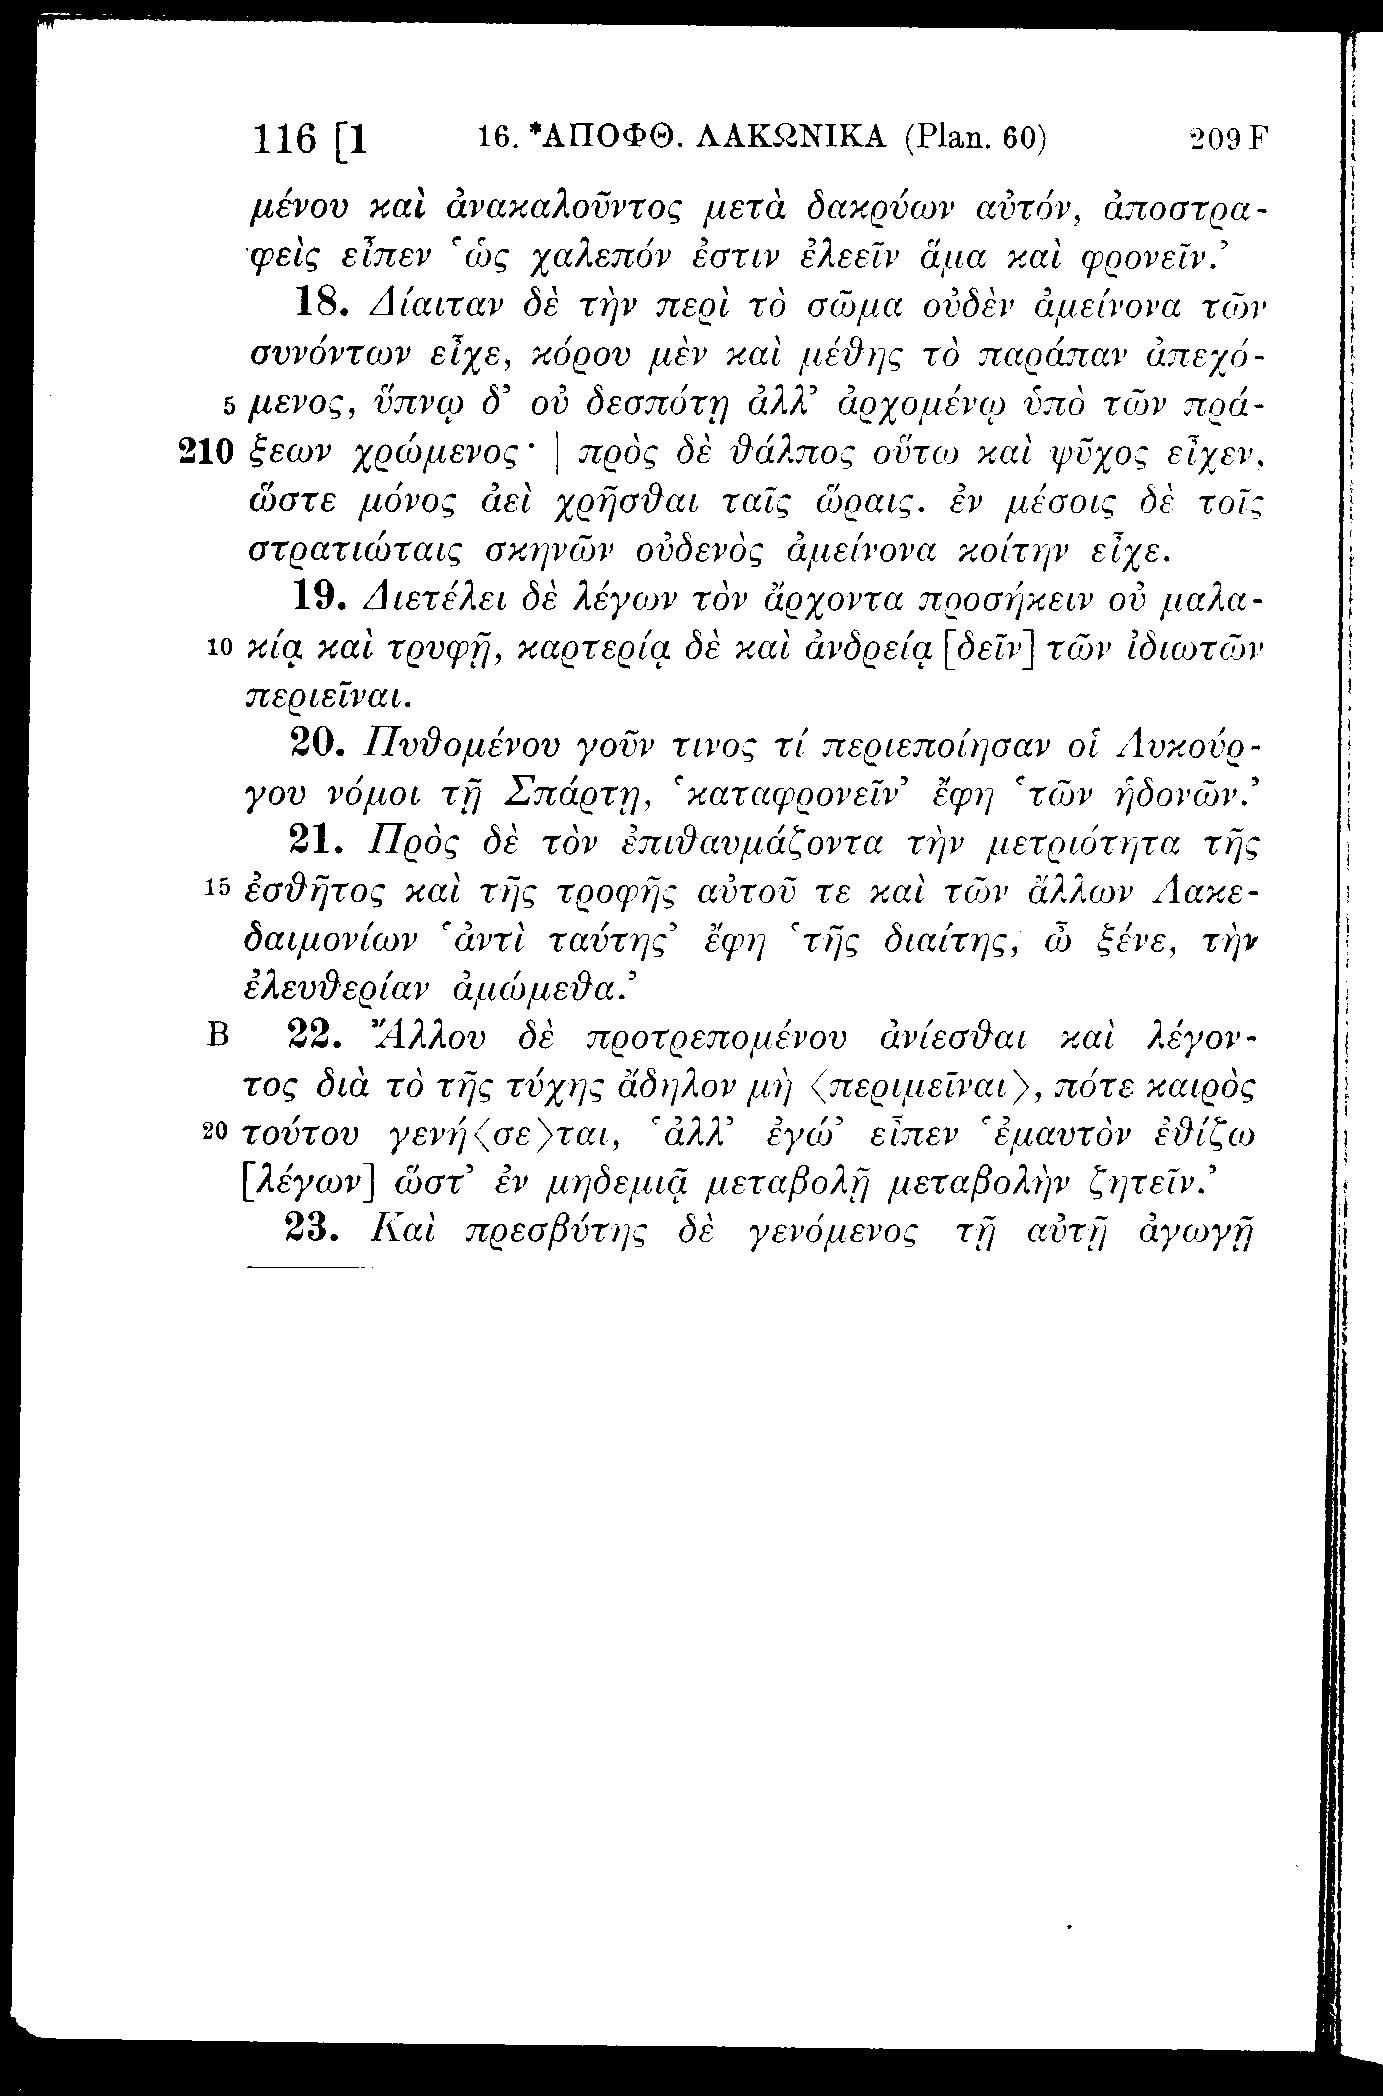 116 [1 16. *ΑΠΟΦΘ. ΛΑΚΩΝΙΚΑ (Plan. 60) 209 F
μένου καὶ ἀνακαλοῦντος μετὰ δακρύων αὐτόν, ἀποστρα-
φεὶς εἶπεν ‘ὡς χαλεπόν ἐστιν ἐλεεῖν ἅμα καὶ φρονεῖν.’
18. Δίαιταν δὲ τὴν περὶ τὸ σῶμα οὐδὲν ἀμείνονα τῶν
συνόντων εἶχε, κόρου μὲν καὶ μέθης τὸ παράπαν ἀπεχό-
5 μενος, ὕπνῳ δ’ οὐ δεσπότῃ ἀλλ’ ἀρχομένῳ ὑπὸ τῶν πρά-
210 ξεων χρώμενος· | πρὸς δὲ θάλπος οὕτω καὶ ψῦχος εἶχεν,
ὥστε μόνος ἀεὶ χρῆσθαι ταῖς ὥραις. ἐν μέσοις δὲ τοῖς
στρατιώταις σκηνῶν οὐδενὸς ἀμείνονα κοίτην εἶχε.
19. Διετέλει δὲ λέγων τὸν ἄρχοντα προσήκειν οὐ μαλα-
10 κίᾳ καὶ τρυφῇ, καρτερίᾳ δὲ καὶ ἀνδρείᾳ [δεῖν] τῶν ἰδιωτῶν
περιεῖναι.
20. Πυθομένου γοῦν τινος τί περιεποίησαν οἱ Λυκούρ-
γου νόμοι τῇ Σπάρτῃ, ‘καταφρονεῖν’ ἔφη ‘τῶν ἡδονῶν.’
21. Πρὸς δὲ τὸν ἐπιθαυμάζοντα τὴν μετριότητα τῆς
15 ἐσθῆτος καὶ τῆς τροφῆς αὐτοῦ τε καὶ τῶν ἄλλων Λακε-
δαιμονίων ‘ἀντὶ ταύτης’ ἔφη ‘τῆς διαίτης, ὦ ξένε, τὴν
ἐλευθερίαν ἀμώμεθα.’
B 22. Ἄλλου δὲ προτρεπομένου ἀνίεσθαι καὶ λέγον-
τος διὰ τὸ τῆς τύχης ἄδηλον μὴ ⟨περιμεῖναι⟩, πότε καιρὸς
20 τούτου γενή⟨σε⟩ται, ‘ἀλλ’ ἐγώ’ εἶπεν ‘ἐμαυτὸν ἐθίζω
[λέγων] ὥστ’ ἐν μηδεμιᾷ μεταβολῇ μεταβολὴν ζητεῖν.’
23. Καὶ πρεσβύτης δὲ γενόμενος τῇ αὐτῇ ἀγωγῇ